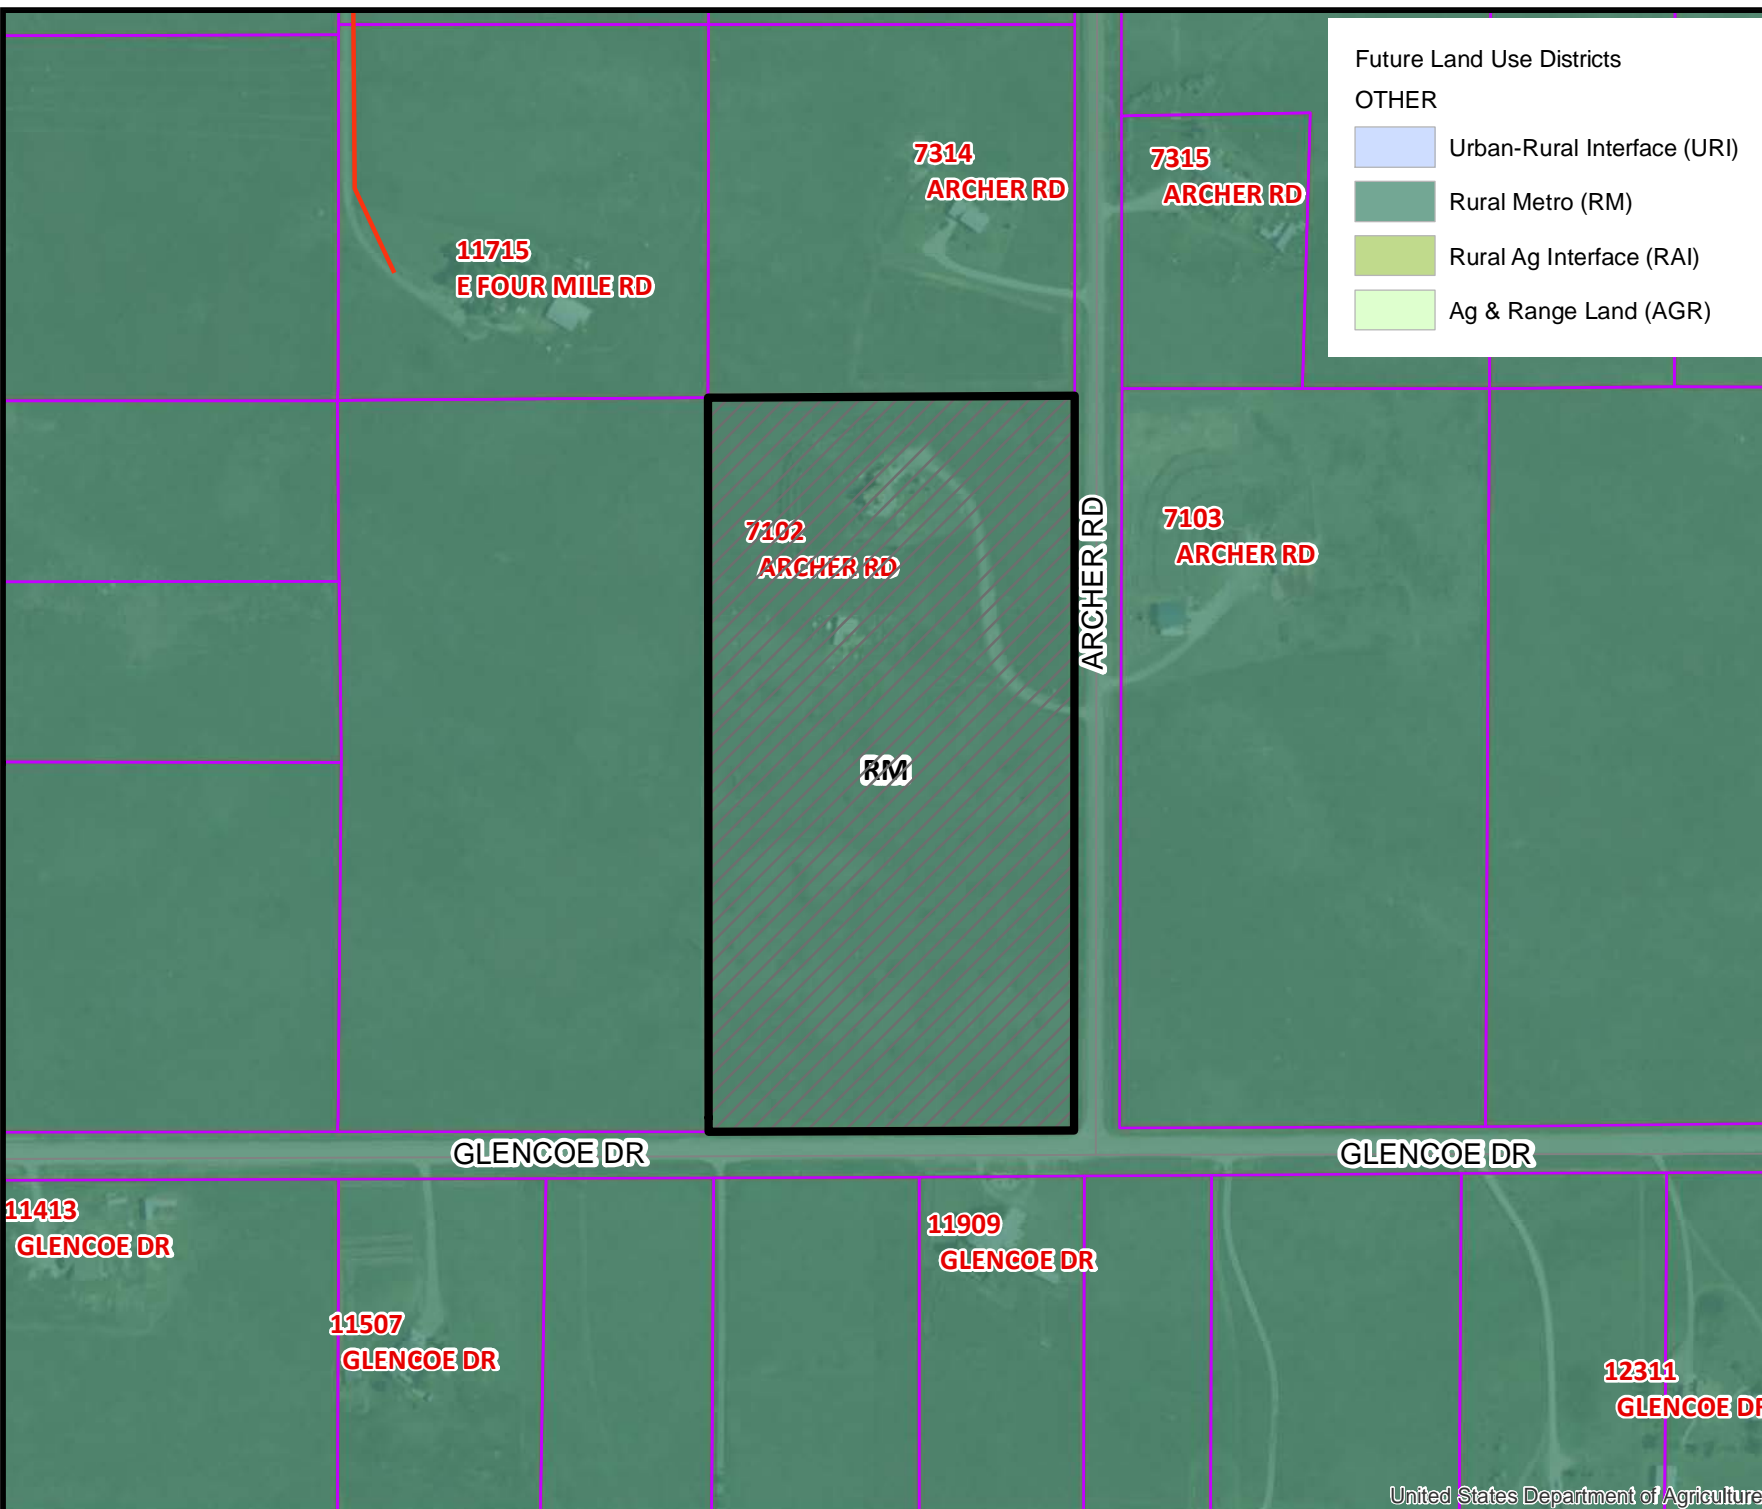 Future Land Use Districts
OTHER
Urban-Rural Interface (URI)
Rural Metro (RM)
Rural Ag Interface (RAI)
Ag & Range Land (AGR)
7314
ARCHER RD
7315
ARCHER RD
11715
E FOUR MILE RD
7102
ARCHER RD
ARCHER RD
7103
ARCHER RD
RM
GLENCOE DR
GLENCOE DR
11413
GLENCOE DR
11909
GLENCOE DR
11507
GLENCOE DR
12311
GLENCOE DR
United States Department of Agriculture